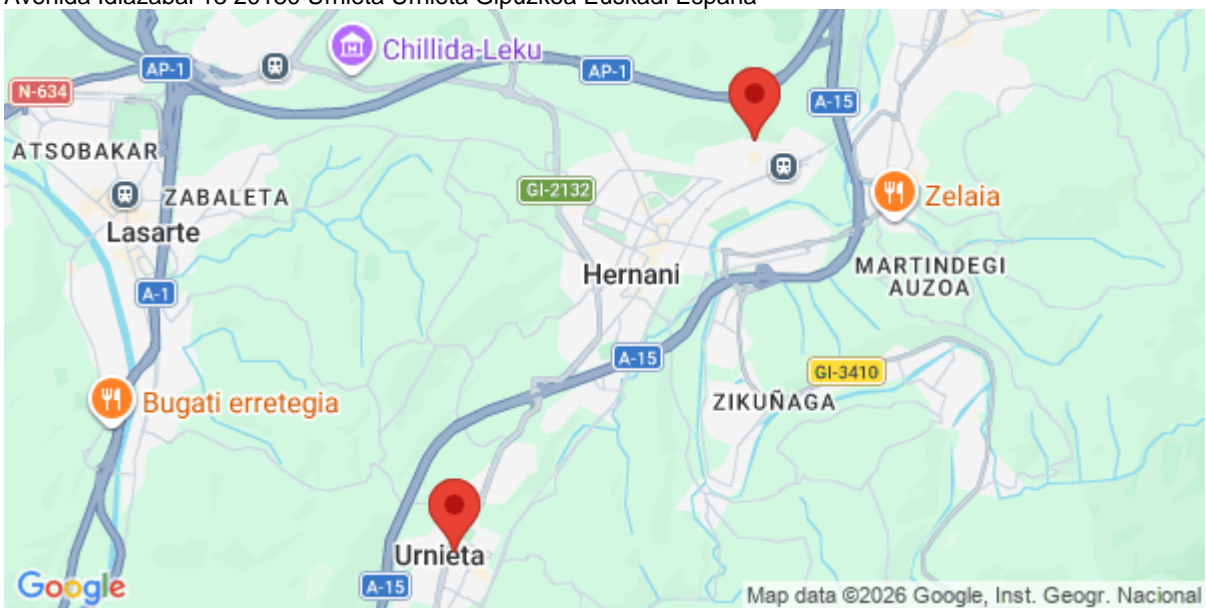 Avenida Idiazabal 18 20130 Urnieta Urnieta Gipuzkoa Euskadi España
Chillida-Leku
AP-1
AP-1
N-634
A-15
ATSOBAKAR
GI-2132
ZABALETA
Zelaia
Lasarte
Hernani
MARTINDEGI
AUZOA
A-1
A-15
GI-3410
Bugati erretegia
ZIKUÑAGA
Urnieta
A-15
Google
Map data ©2026 Google, Inst. Geogr. Nacional